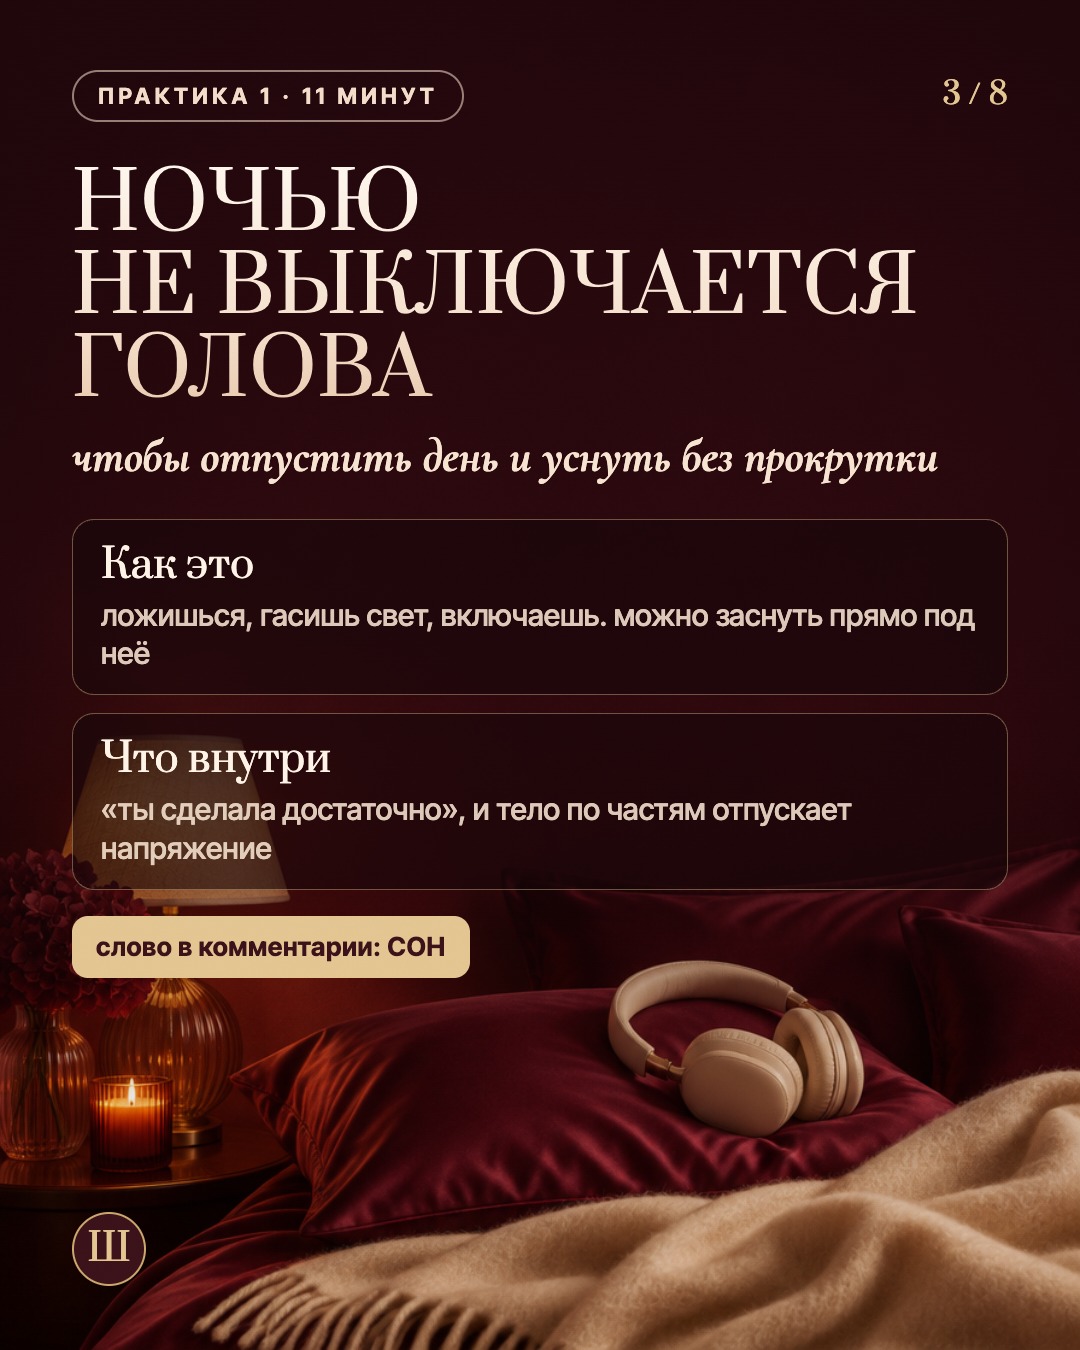 ПРАКТИКА 1 · 11 МИНУТ
3 / 8
НОЧЬЮ
НЕ ВЫКЛЮЧАЕТСЯ
ГОЛОВА
чтобы отпустить день и уснуть без прокрутки
Как это
ложишься, гасишь свет, включаешь. можно заснуть прямо под
неё
Что внутри
«ты сделала достаточно», и тело по частям отпускает
напряжение
слово в комментарии: СОН
Ш